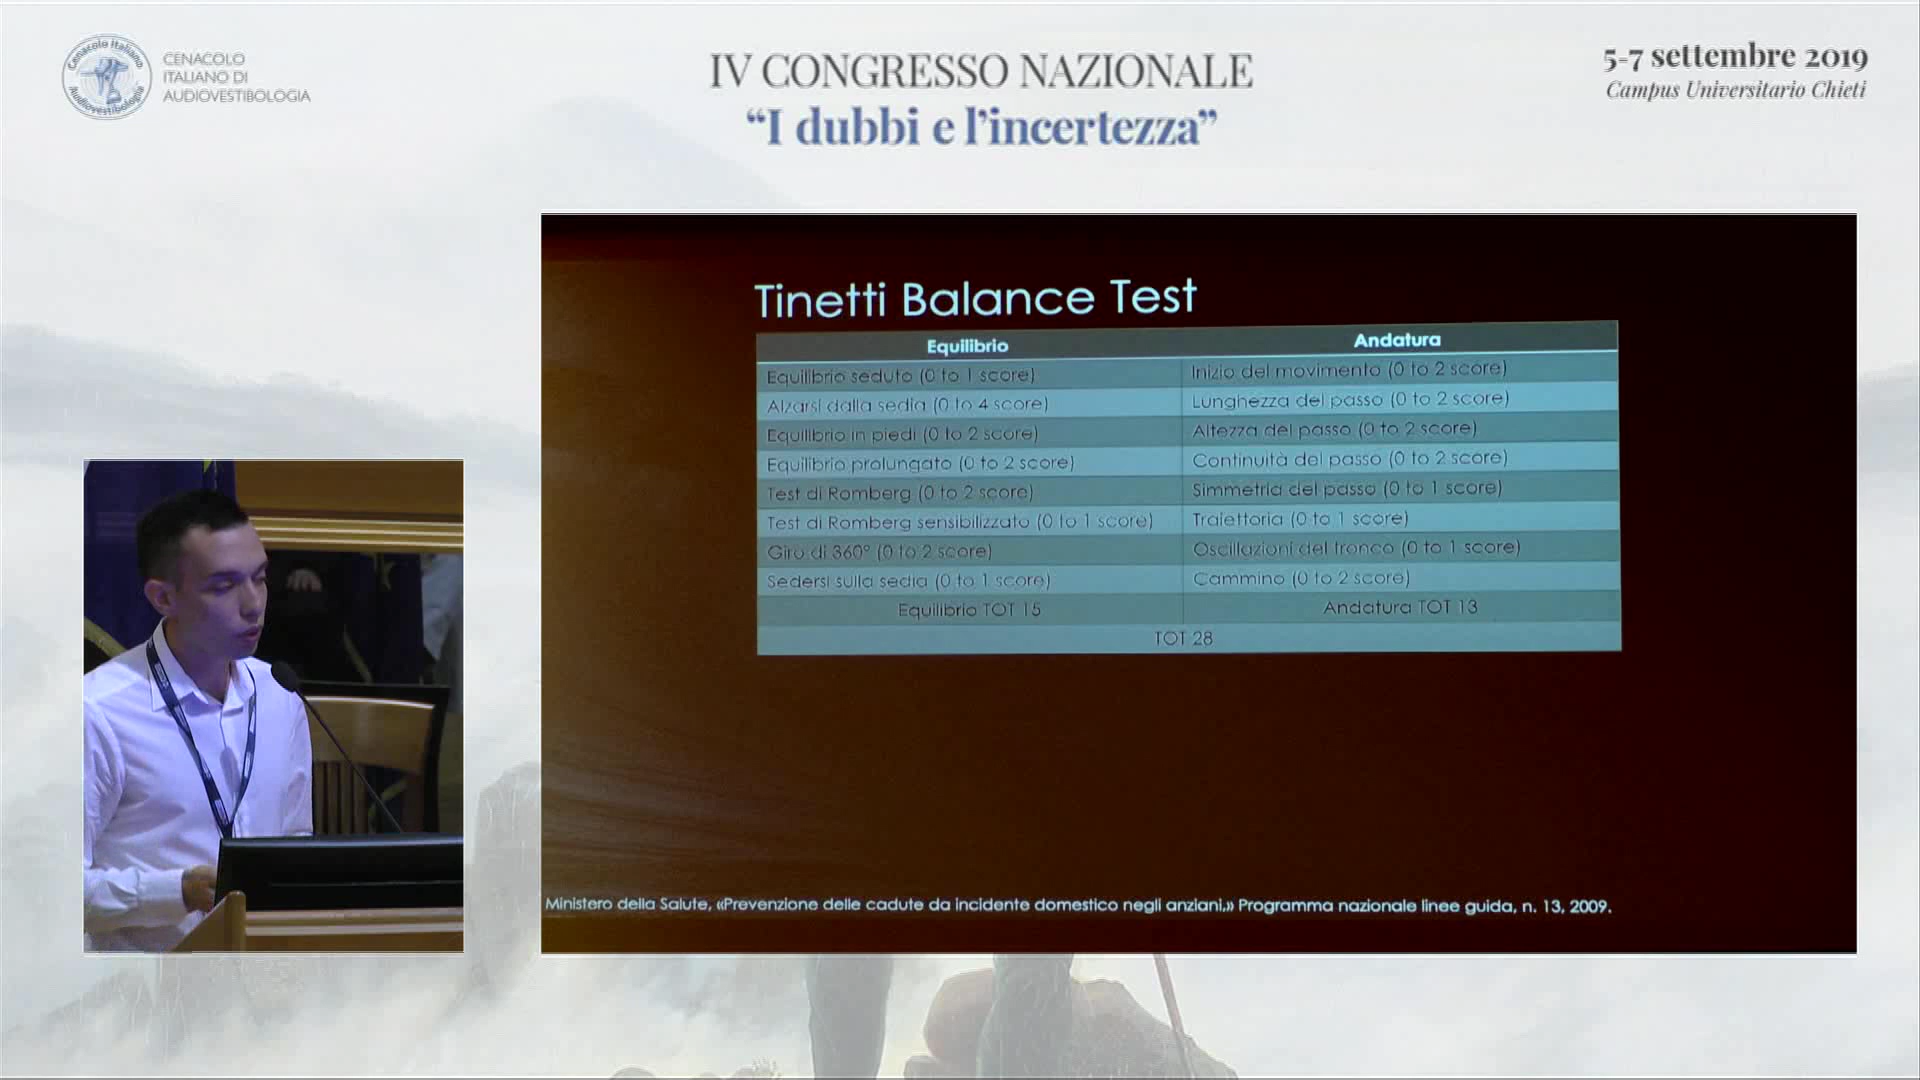 Cenacolo Italiano
Audiovestibologia
CENACOLO
ITALIANO DI
AUDIOVESTIBOLOGIA
IV CONGRESSO NAZIONALE
“I dubbi e l’incertezza”
5-7 settembre 2019
Campus Universitario Chieti
Tinetti Balance Test
Equilibrio Andatura
Equilibrio seduto (0 to 1 score) Inizio del movimento (0 to 2 score)
Alzarsi dalla sedia (0 to 4 score) Lunghezza del passo (0 to 2 score)
Equilibrio in piedi (0 to 2 score) Altezza del passo (0 to 2 score)
Equilibrio prolungato (0 to 2 score) Continuità del passo (0 to 2 score)
Test di Romberg (0 to 2 score) Simmetria del passo (0 to 1 score)
Test di Romberg sensibilizzato (0 to 1 score) Traiettoria (0 to 1 score)
Giro di 360° (0 to 2 score) Oscillazioni del tronco (0 to 1 score)
Sedersi sulla sedia (0 to 1 score) Cammino (0 to 2 score)
Equilibrio TOT 15 Andatura TOT 13
TOT 28
Ministero della Salute, «Prevenzione delle cadute da incidente domestico negli anziani,» Programma nazionale linee guida, n. 13, 2009.